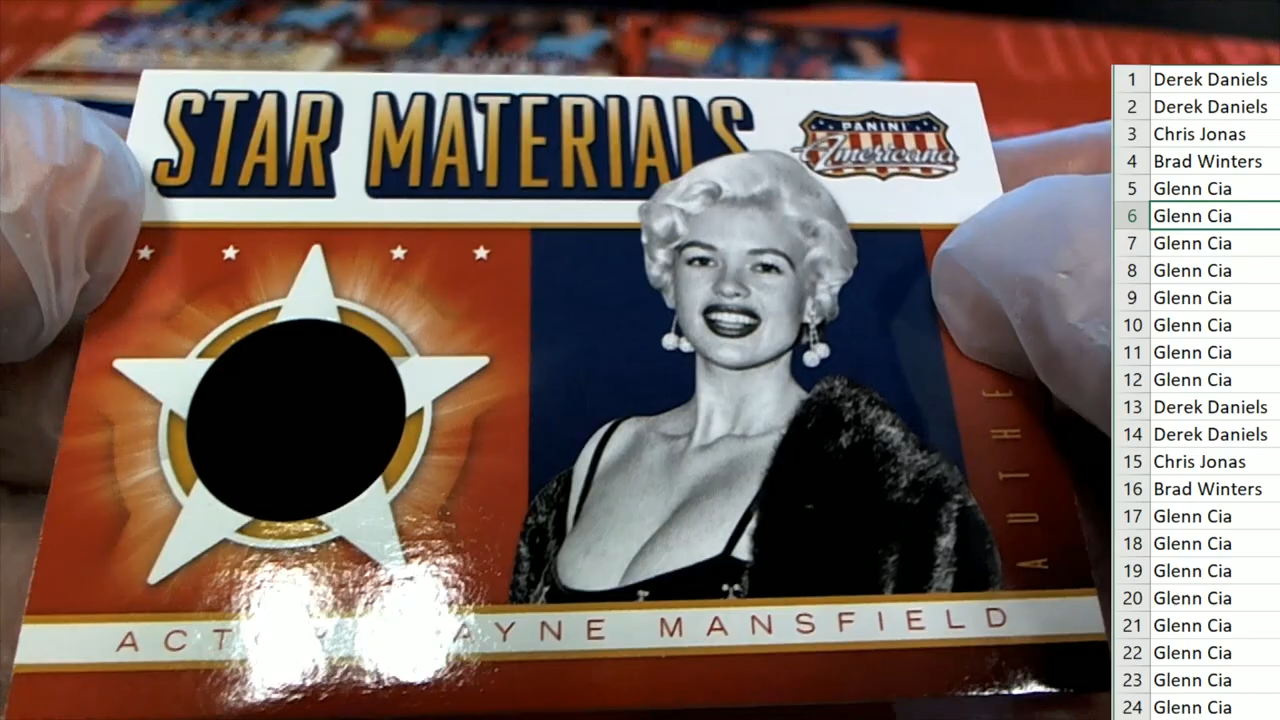 STAR MATERIALS
PANINI
Americana
AUTHE
MANSFIELD
1 Derek Daniels
2 Derek Daniels
3 Chris Jonas
4 Brad Winters
5 Glenn Cia
6 Glenn Cia
7 Glenn Cia
8 Glenn Cia
9 Glenn Cia
10 Glenn Cia
11 Glenn Cia
12 Glenn Cia
13 Derek Daniels
14 Derek Daniels
15 Chris Jonas
16 Brad Winters
17 Glenn Cia
18 Glenn Cia
19 Glenn Cia
20 Glenn Cia
21 Glenn Cia
22 Glenn Cia
23 Glenn Cia
24 Glenn Cia